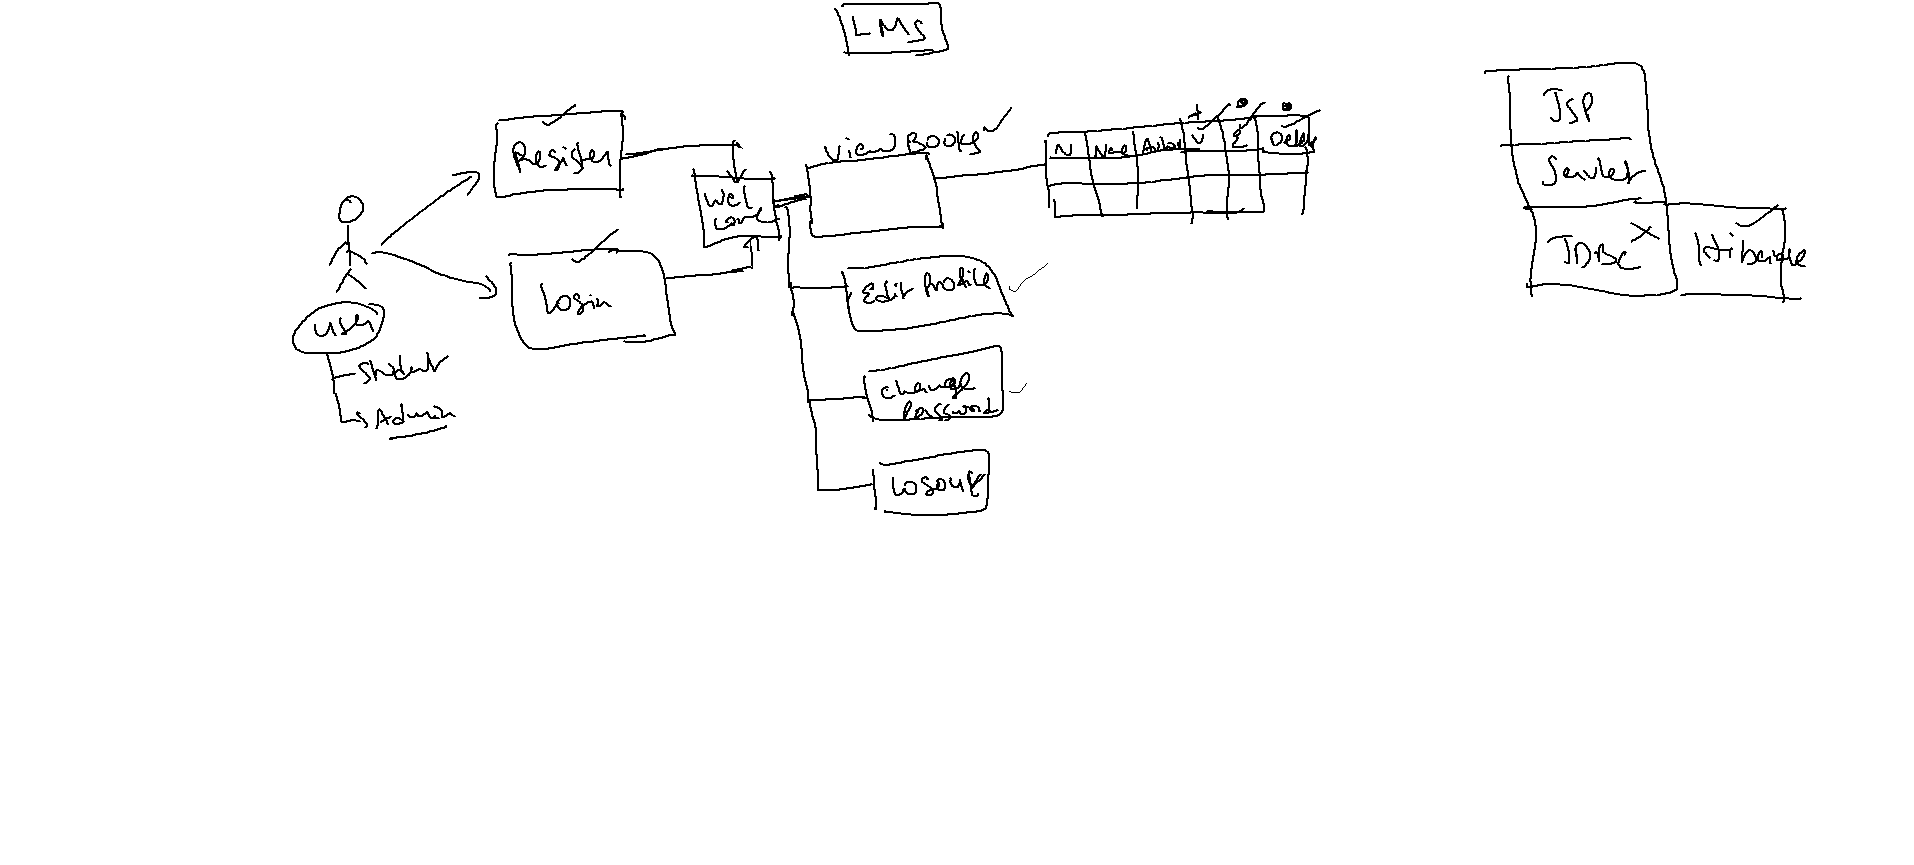 LMS
Register
Login
user
Student
Admin
Wel
come
View Books
N
Name
Author
V
E
Delete
Edit Profile
Change
Password
Logout
JSP
Servlet
JDBC
Hibernate